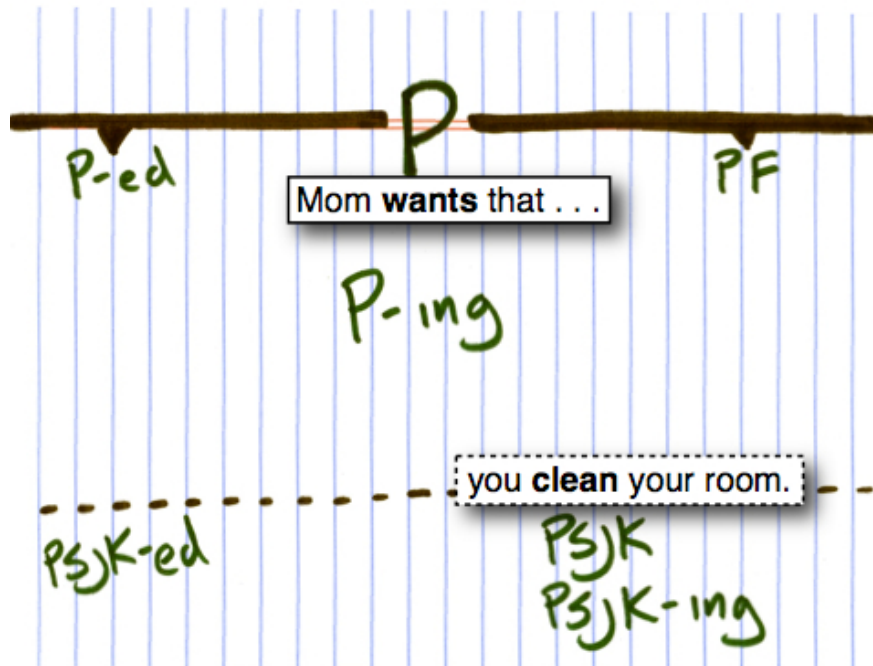 P
P-ed
PF
Mom wants that . . .
P-ing
you clean your room.
PSjK-ed
PSjK
PSjK-ing